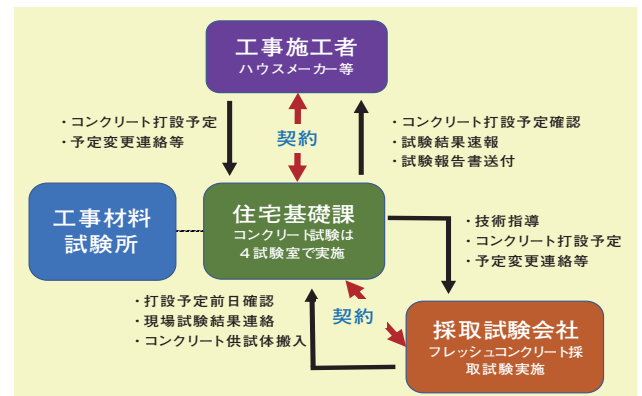 工事施工者
ハウスメーカー等
・コンクリート打設予定
・予定変更連絡等
契約
・コンクリート打設予定確認
・試験結果速報
・試験報告書送付
工事材料
試験所
住宅基礎課
コンクリート試験は
4試験室で実施
・技術指導
・コンクリート打設予定
・予定変更連絡等
・打設予定前日確認
・現場試験結果連絡
・コンクリート供試体搬入
契約
採取試験会社
フレッシュコンクリート採
取試験実施